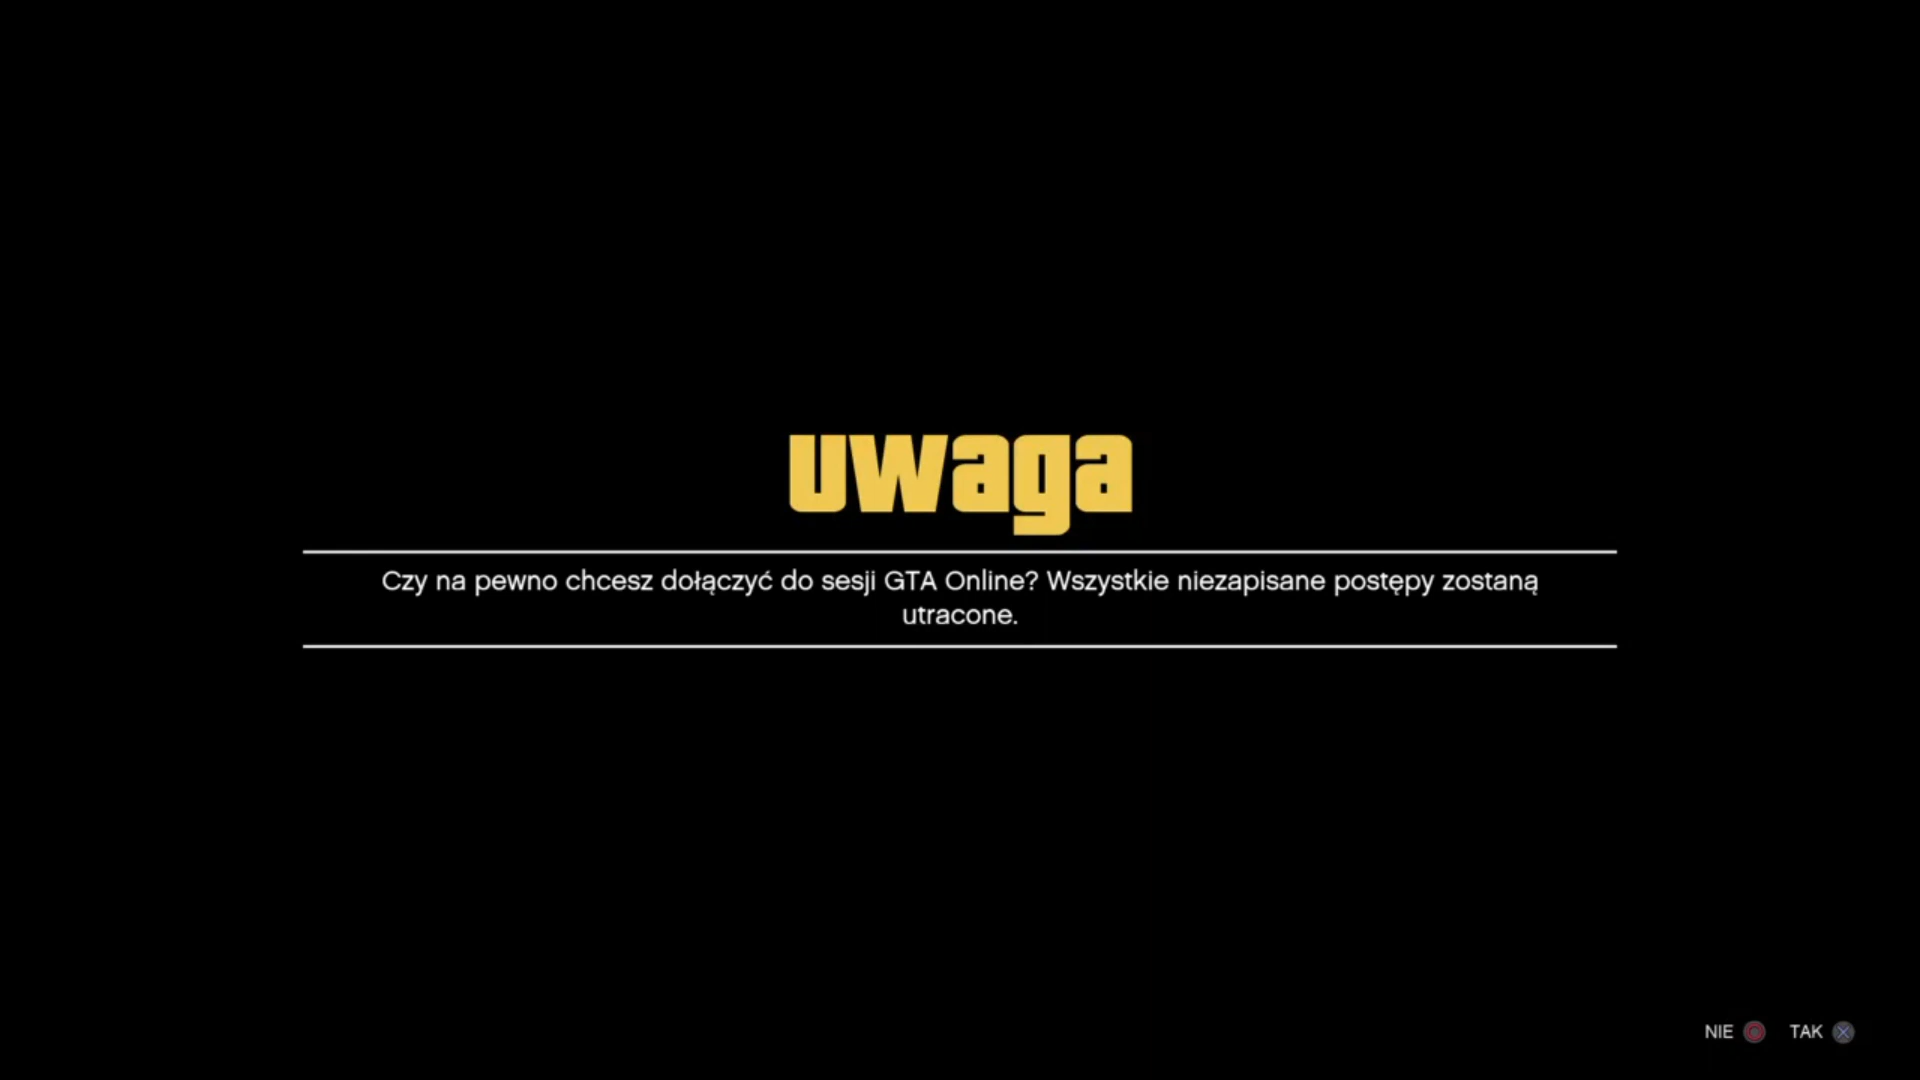 uwaga
Czy na pewno chcesz dołączyć do sesji GTA Online? Wszystkie niezapisane postępy zostaną
utracone.
NIE TAK